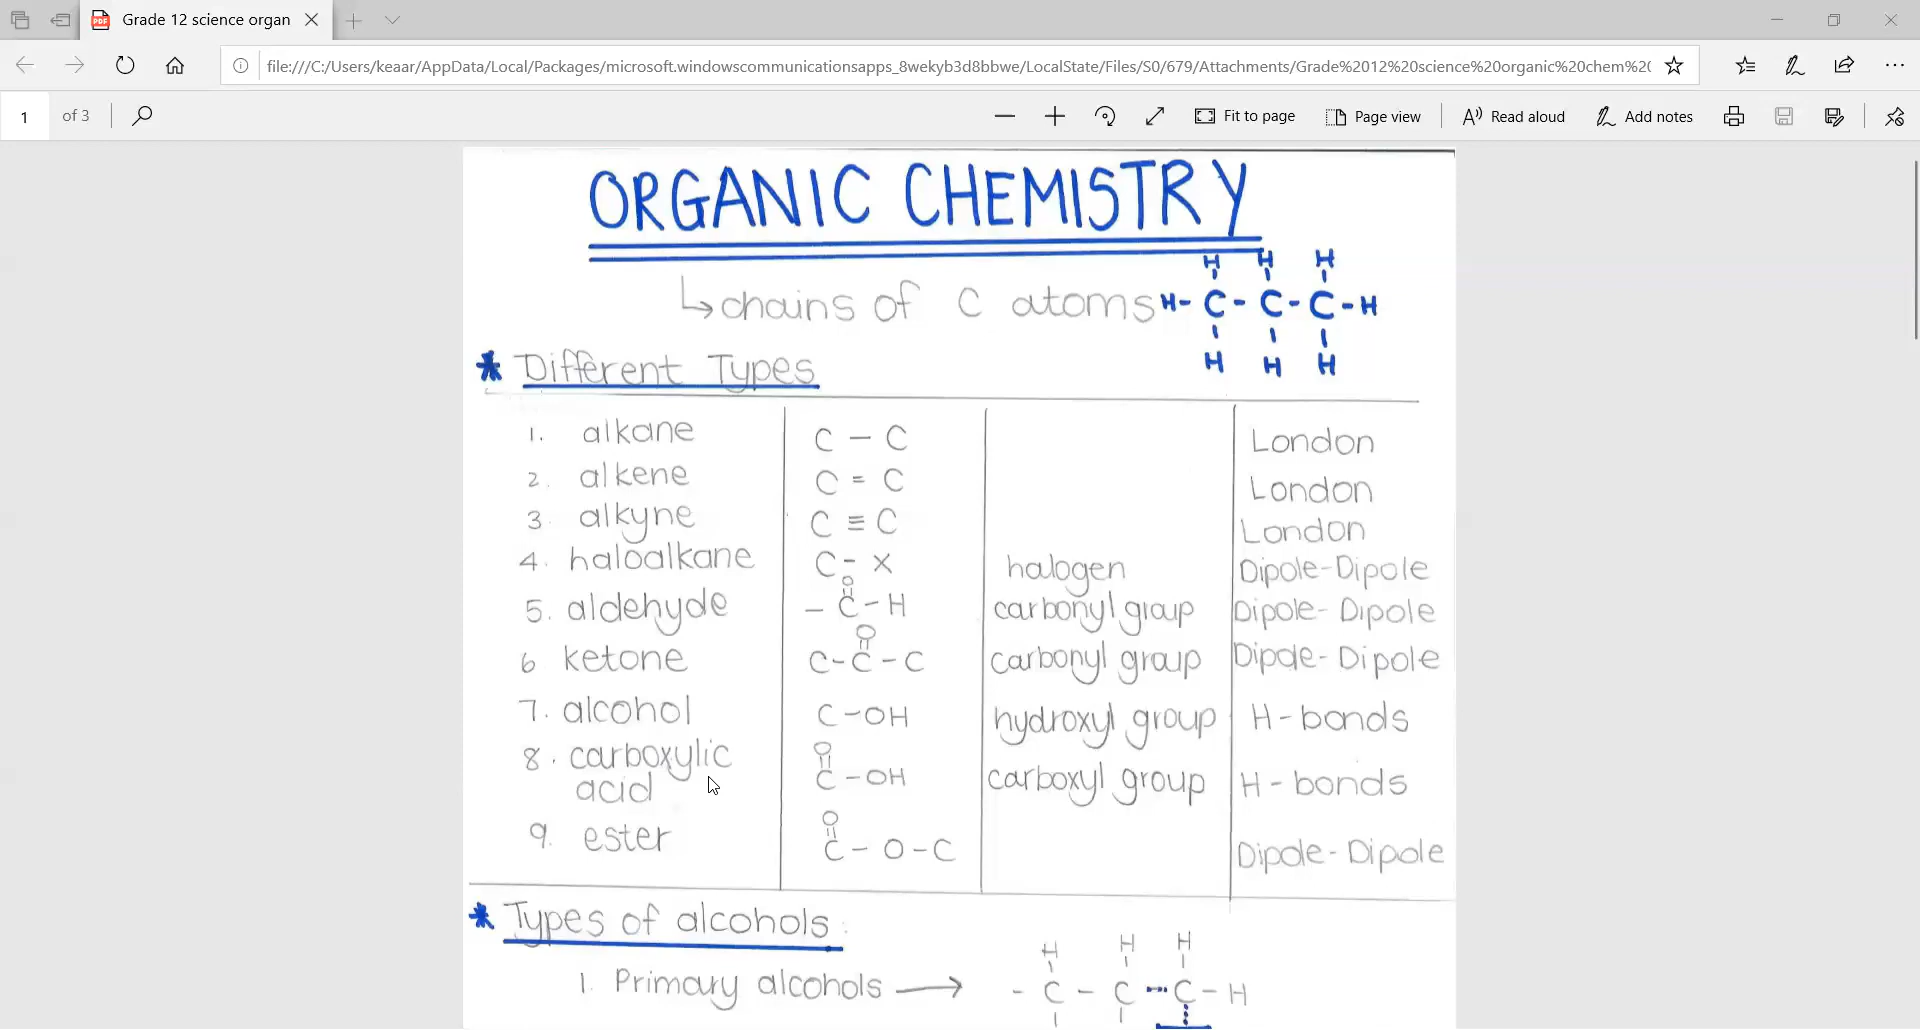 Grade 12 science organ
file:///C:/Users/keaar/AppData/Local/Packages/microsoft.windowscommunicationsapps_8wekyb3d8bbwe/LocalState/Files/S0/679/Attachments/Grade%2012%20science%20organic%20chem%20
1 of 3 Fit to page Page view Read aloud Add notes
ORGANIC CHEMISTRY
H H H
↳ chains of C atoms H-C-C-C-H
H H H
* Different Types
1. alkane C - C London
2. alkene C = C London
3. alkyne C ≡ C London
4. haloalkane C - X halogen Dipole-Dipole
O
5. aldehyde - C - H carbonyl group Dipole-Dipole
O
6 ketone C - C - C carbonyl group Dipole-Dipole
7. alcohol C - OH hydroxyl group H-bonds
O
8. carboxylic acid C - OH carboxyl group H-bonds
O
9. ester C - O - C Dipole-Dipole
* Types of alcohols:
H H H
1. Primary alcohols → - C - C - C - H